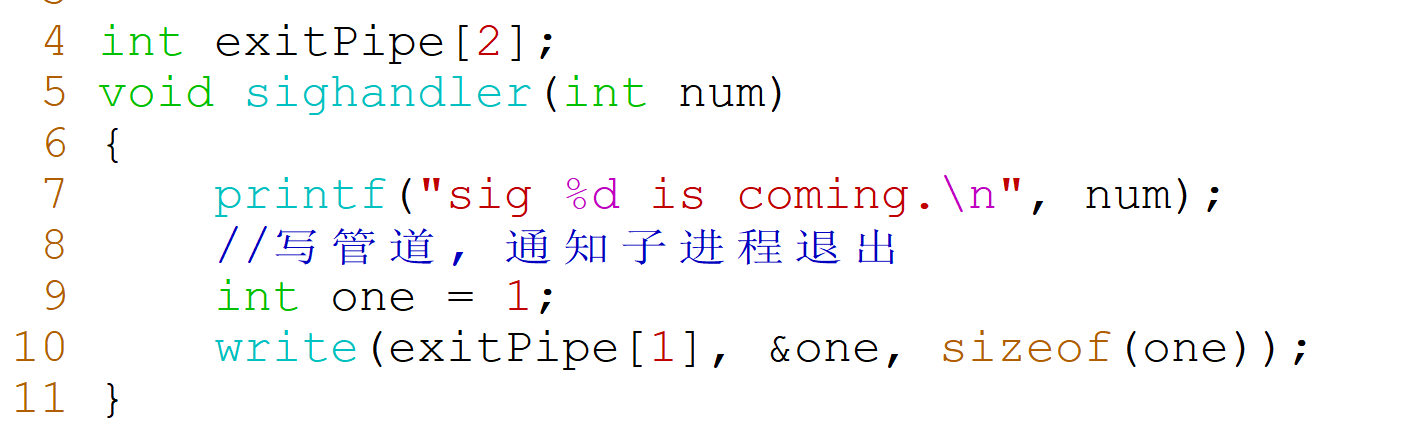 4 int exitPipe[2];
5 void sighandler(int num)
6 {
7     printf("sig %d is coming.\n", num);
8     //写管道，通知子进程退出
9     int one = 1;
10     write(exitPipe[1], &one, sizeof(one));
11 }